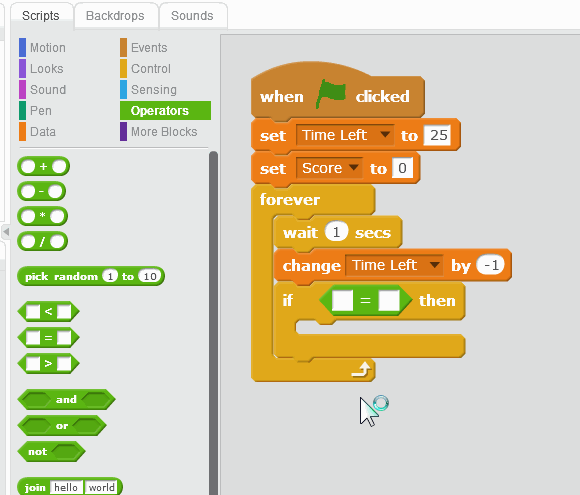 Scripts Backdrops Sounds
Motion Events
Looks Control
Sound Sensing
Pen Operators
Data More Blocks
+
-
*
/
pick random 1 to 10
<
=
>
and
or
not
join hello world
when clicked
set Time Left to 25
set Score to 0
forever
wait 1 secs
change Time Left by -1
if = then